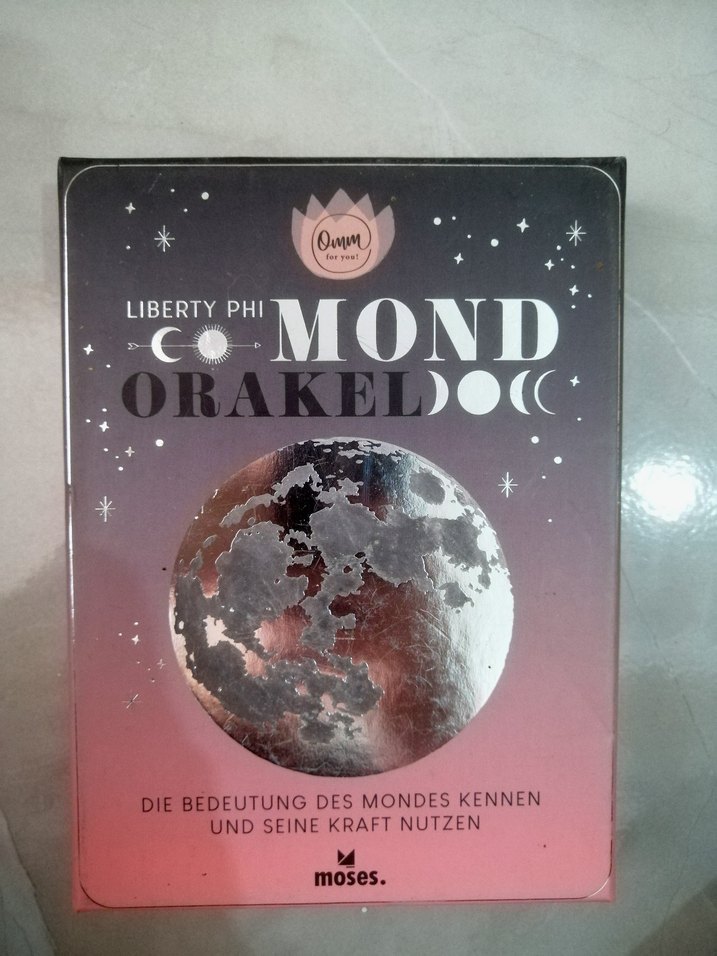 Omm
for you!
LIBERTY PHI
MOND
ORAKEL
DIE BEDEUTUNG DES MONDES KENNEN
UND SEINE KRAFT NUTZEN
moses.